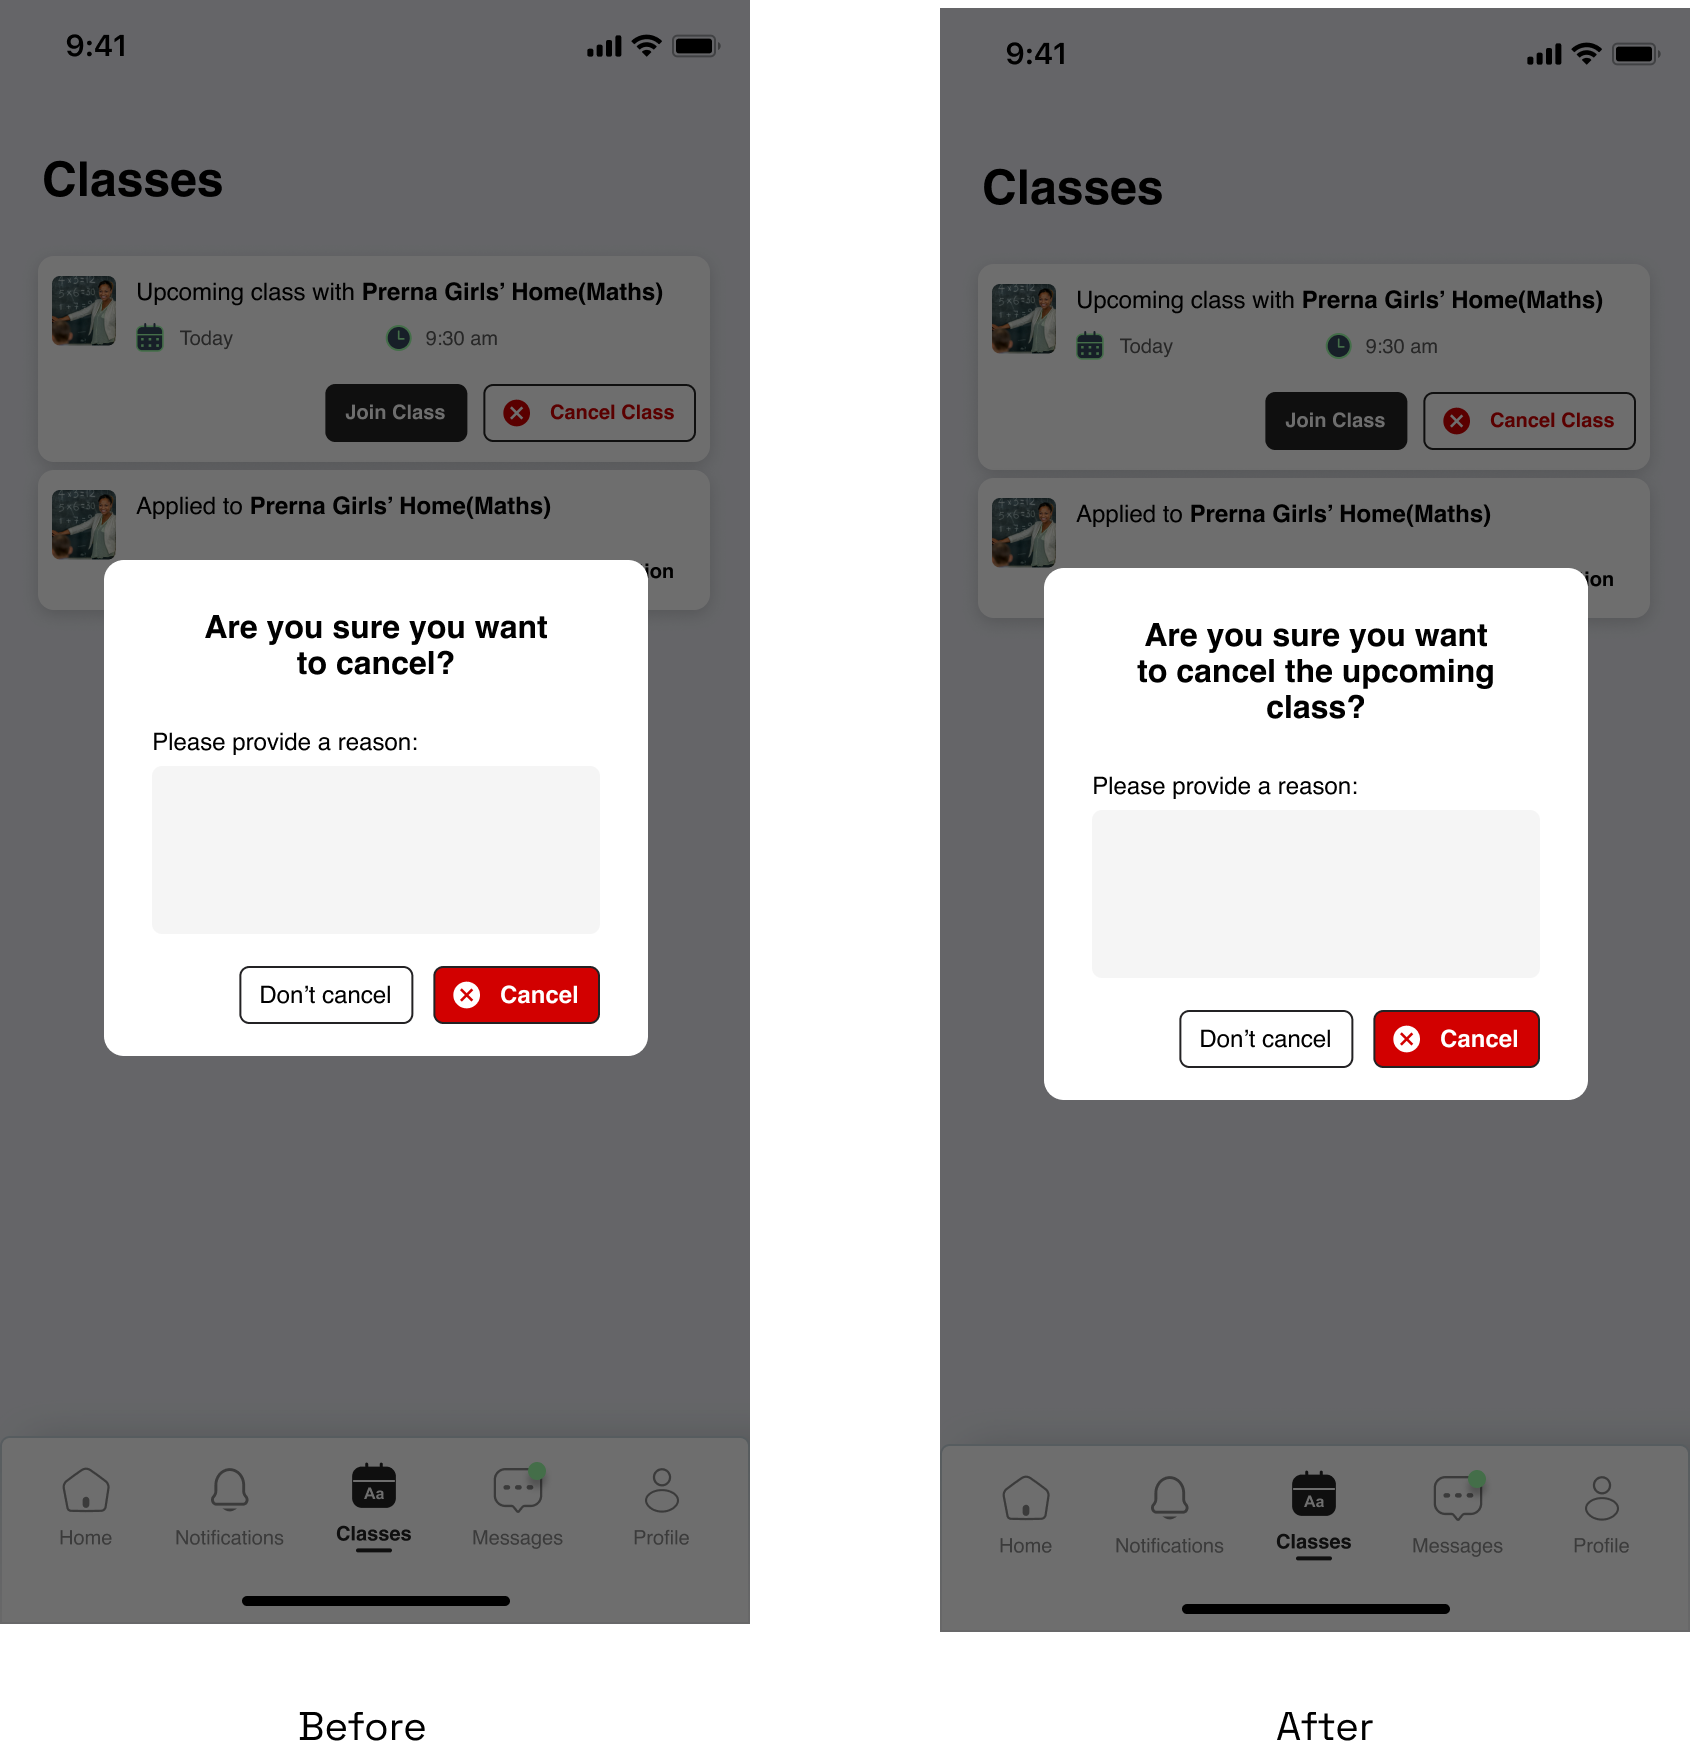 9:41
Classes
Upcoming class with Prerna Girls’ Home(Maths)
Today
9:30 am
Join Class
Cancel Class
Applied to Prerna Girls’ Home(Maths)
ion
Are you sure you want
to cancel?
Please provide a reason:
Don’t cancel
Cancel
Home
Notifications
Aa
Classes
Messages
Profile
Before
9:41
Classes
Upcoming class with Prerna Girls’ Home(Maths)
Today
9:30 am
Join Class
Cancel Class
Applied to Prerna Girls’ Home(Maths)
ion
Are you sure you want
to cancel the upcoming
class?
Please provide a reason:
Don’t cancel
Cancel
Home
Notifications
Aa
Classes
Messages
Profile
After